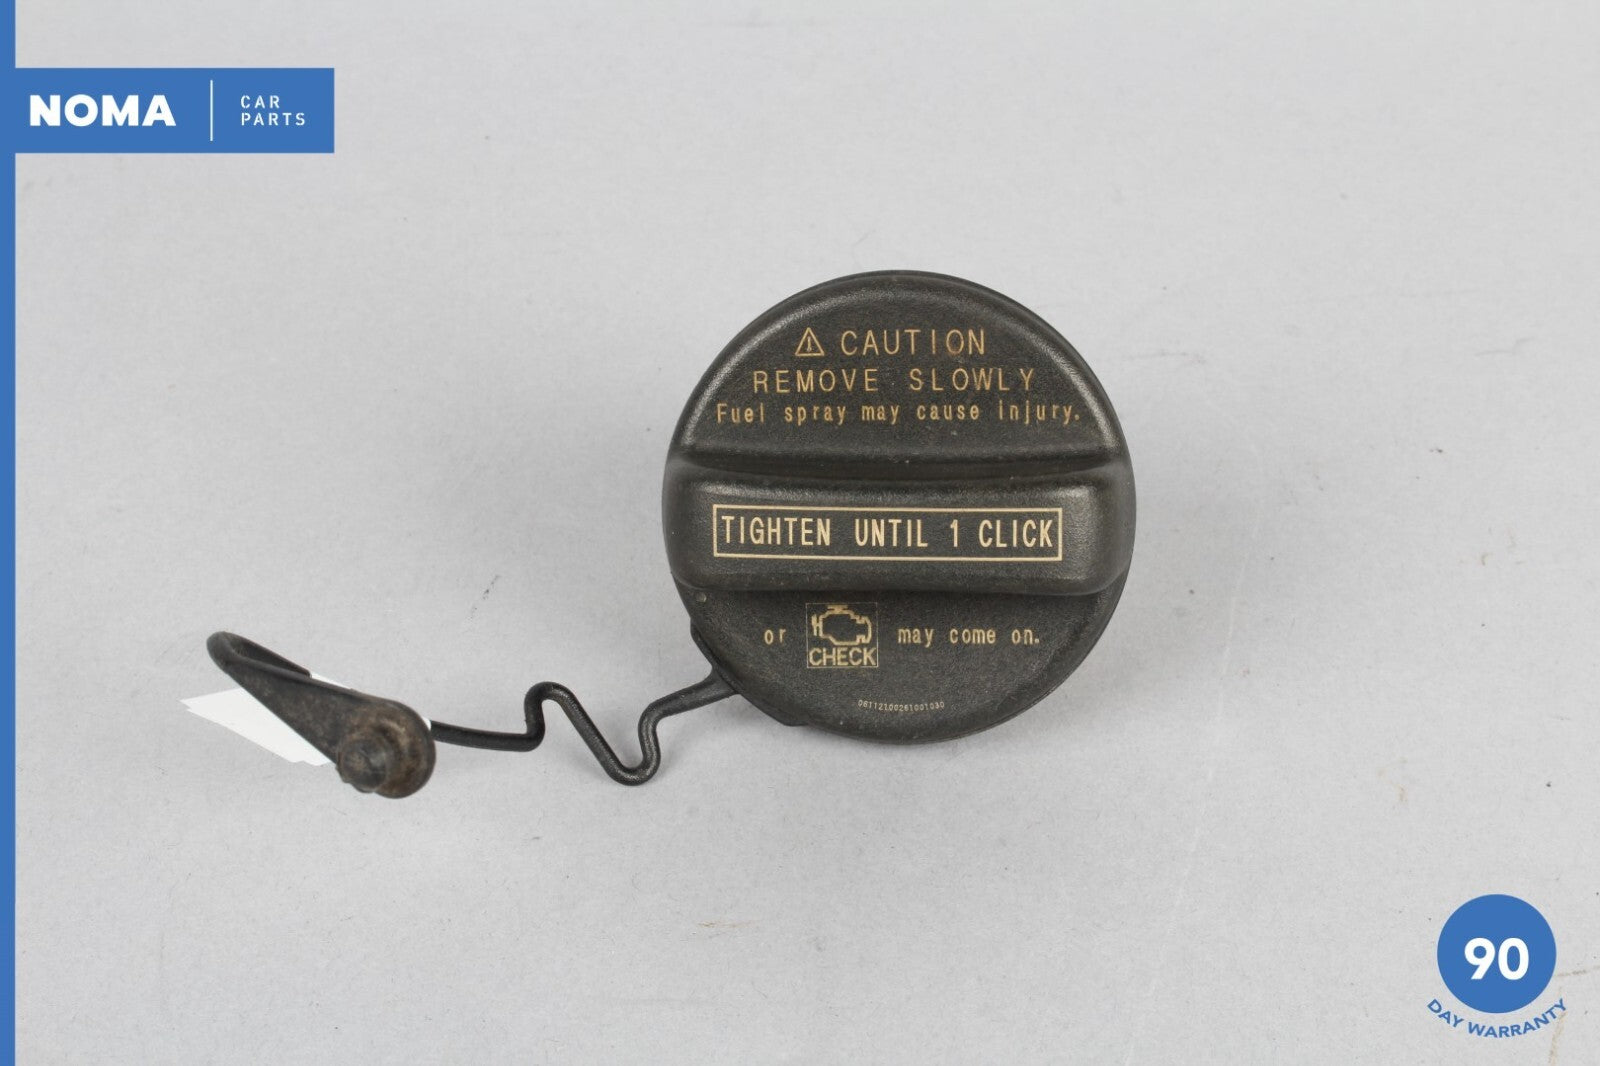 NOMA
CAR
PARTS
CAUTION
REMOVE SLOWLY
Fuel spray may cause injury.
TIGHTEN UNTIL 1 CLICK
or CHECK may come on.
06112100261001030
90
DAY WARRANTY